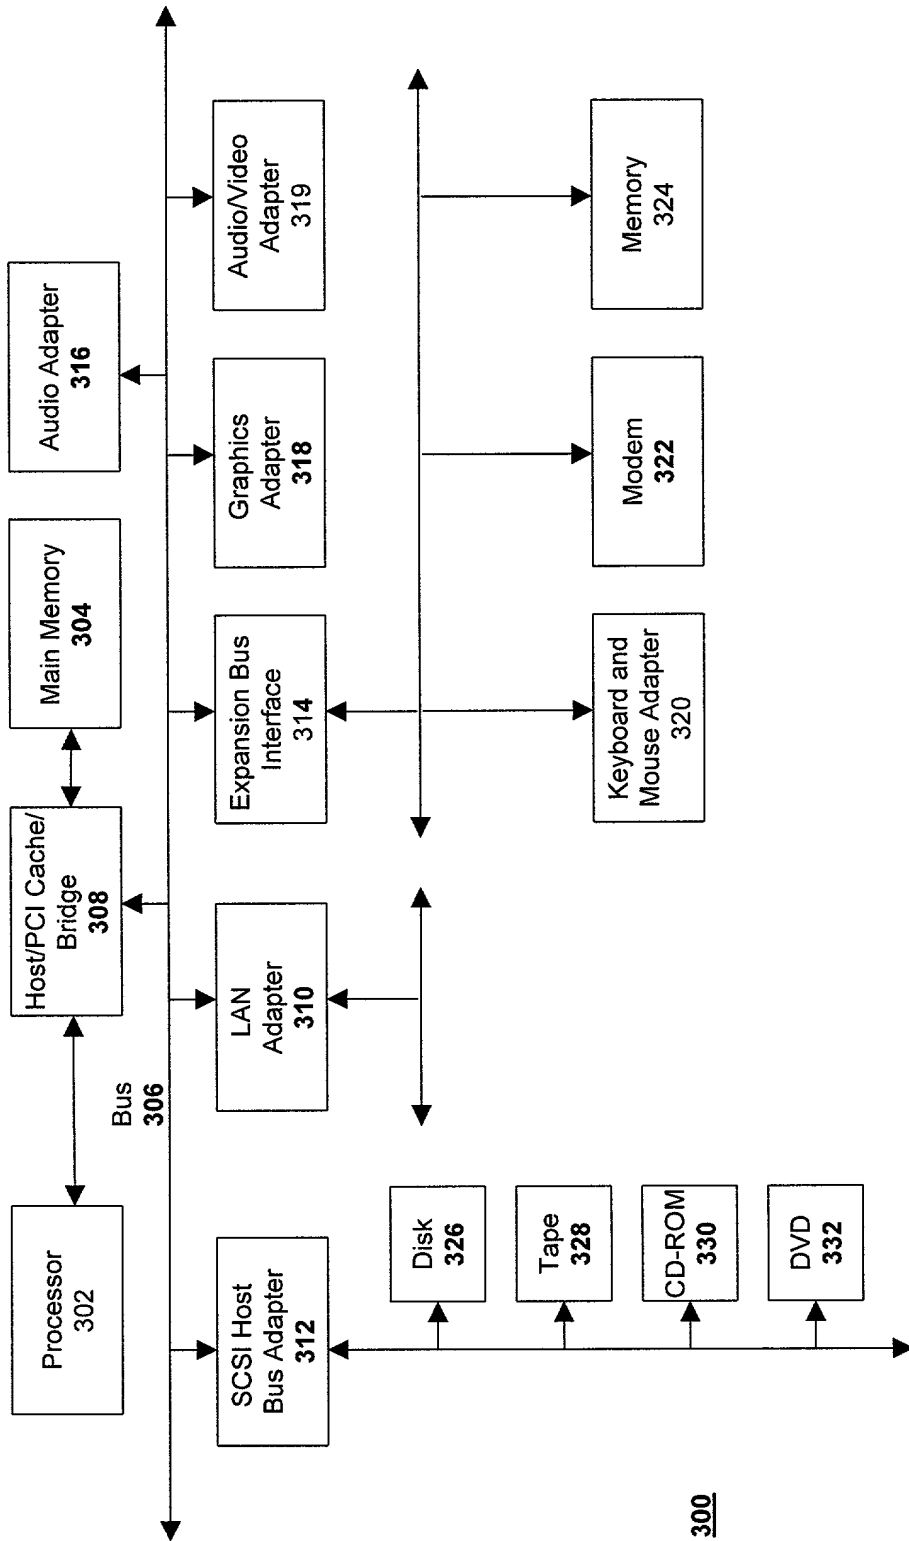 Processor
302
Host/PCI Cache/
Bridge
308
Main Memory
304
Audio Adapter
316
Bus
306
SCSI Host
Bus Adapter
312
LAN
Adapter
310
Expansion Bus
Interface
314
Graphics
Adapter
318
Audio/Video
Adapter
319
Disk
326
Tape
328
CD-ROM
330
DVD
332
Keyboard and
Mouse Adapter
320
Modem
322
Memory
324
300